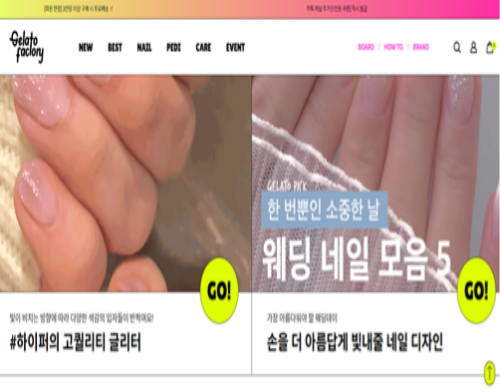 Gelato
factory
NEW BEST NAIL PEDI CARE EVENT
BOARD HOW TO BRAND
GELATO PICK
한 번뿐인 소중한 날
웨딩 네일 모음 5
GO!
GO!
빛이 비치는 방향에 따라 다양한 색감의 입자들이 반짝여요!
#하이퍼의 고퀄리티 글리터
가장 아름다워야 할 웨딩데이
손을 더 아름답게 빛내줄 네일 디자인